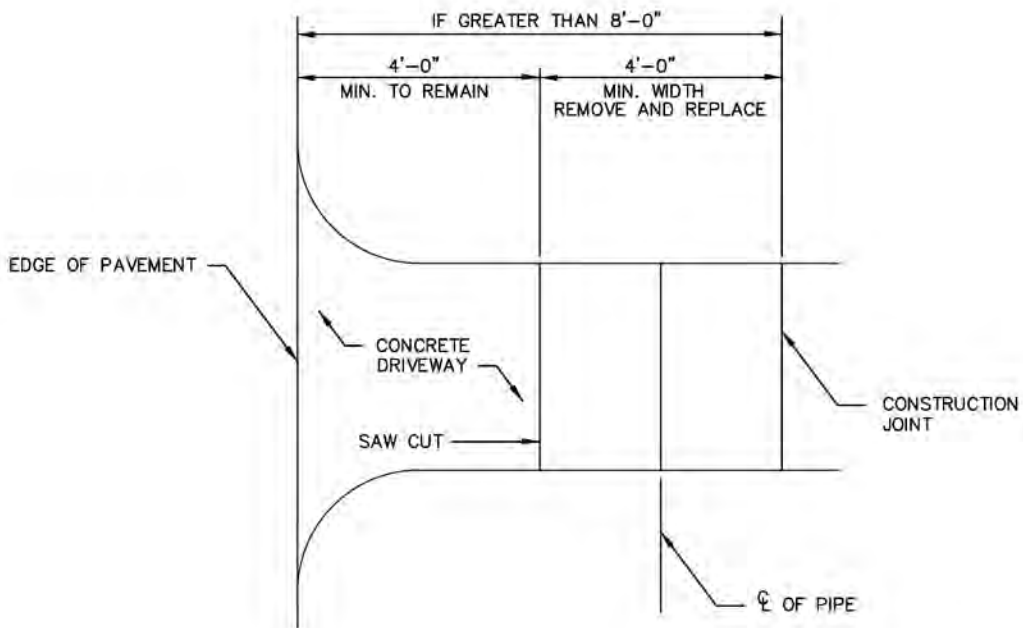 IF GREATER THAN 8'-0"
4'-0"
MIN. TO REMAIN
4'-0"
MIN. WIDTH
REMOVE AND REPLACE
EDGE OF PAVEMENT
CONCRETE
DRIVEWAY
SAW CUT
CONSTRUCTION
JOINT
℄ OF PIPE